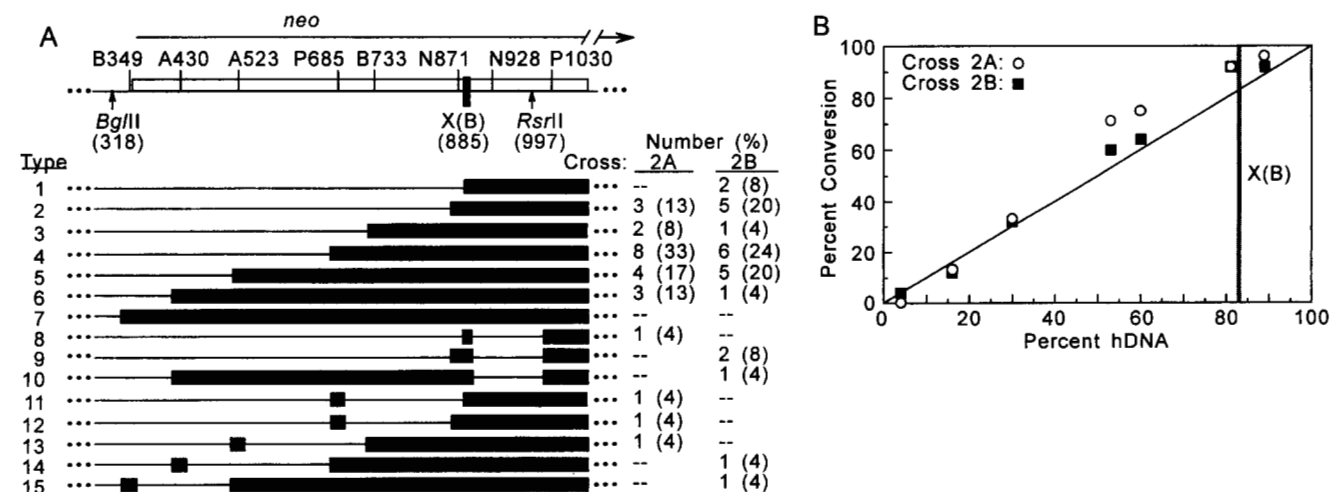 A
neo
B349 A430 A523 P685 B733 N871 N928 P1030
BglII X(B) RsrII
(318) (885) (997)
Number (%)
Type Cross: 2A 2B
1 -- 2 (8)
2 3 (13) 5 (20)
3 2 (8) 1 (4)
4 8 (33) 6 (24)
5 4 (17) 5 (20)
6 3 (13) 1 (4)
7 -- --
8 1 (4) --
9 -- 2 (8)
10 -- 1 (4)
11 1 (4) --
12 1 (4) --
13 1 (4) --
14 -- 1 (4)
15 -- 1 (4)
B
Cross 2A:
Cross 2B:
X(B)
Percent Conversion
100
80
60
40
20
0
0 20 40 60 80 100
Percent hDNA